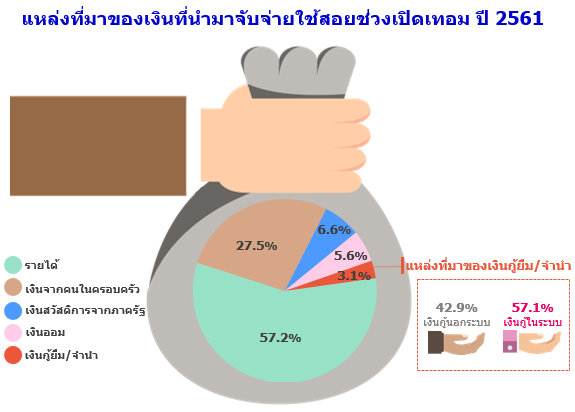 แหล่งที่มาของเงินที่นำมาจับจ่ายใช้สอยช่วงเปิดเทอม ปี 2561
6.6%
27.5%
5.6%
3.1%
57.2%
รายได้
เงินจากคนในครอบครัว
เงินสวัสดิการจากภาครัฐ
เงินออม
เงินกู้ยืม/จำนำ
แหล่งที่มาของเงินกู้ยืม/จำนำ
42.9% 57.1%
เงินกู้นอกระบบ เงินกู้ในระบบ